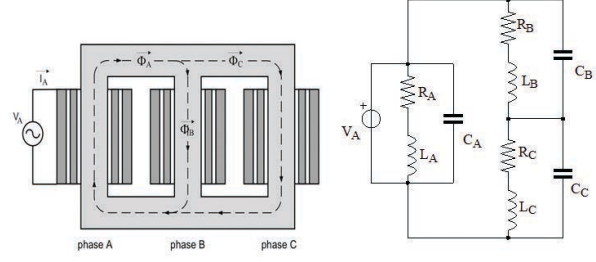 Φ_A
Φ_C
I_A
V_A
Φ_B
phase A
phase B
phase C
R_B
L_B
C_B
R_A
+
V_A
C_A
L_A
R_C
C_C
L_C